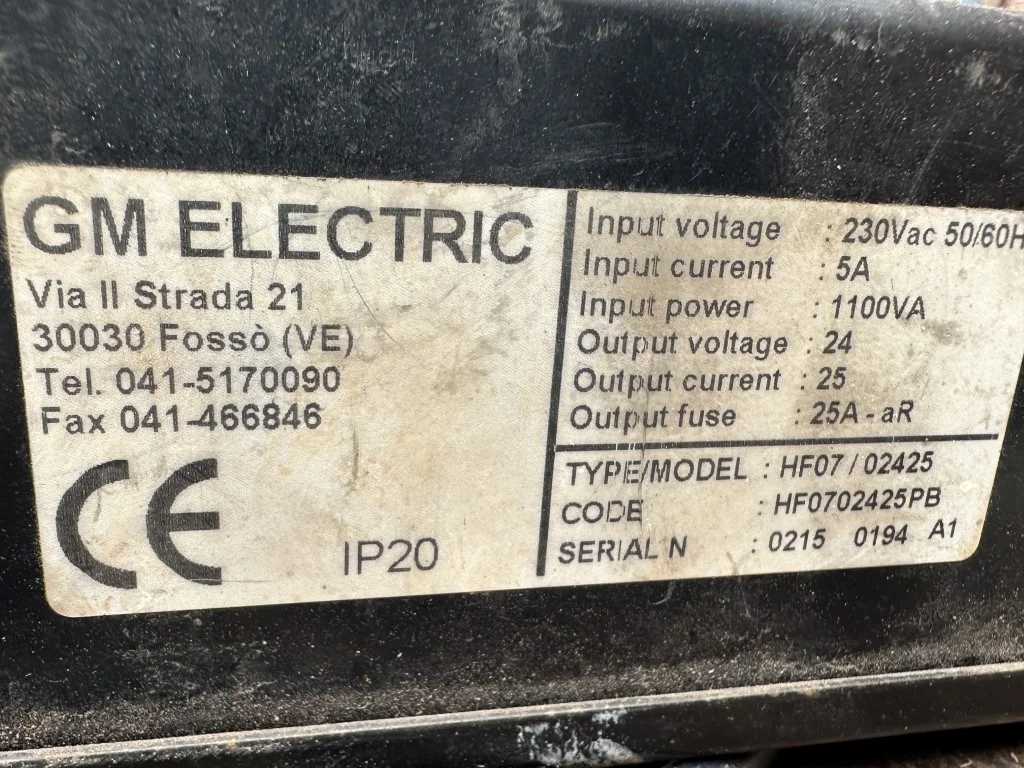 GM ELECTRIC
Via II Strada 21
30030 Fossò (VE)
Tel. 041-5170090
Fax 041-466846
CE
IP20
Input voltage : 230Vac 50/60H
Input current : 5A
Input power : 1100VA
Output voltage : 24
Output current : 25
Output fuse : 25A - aR
TYPE/MODEL : HF07 / 02425
CODE : HF0702425PB
SERIAL N : 0215 0194 A1